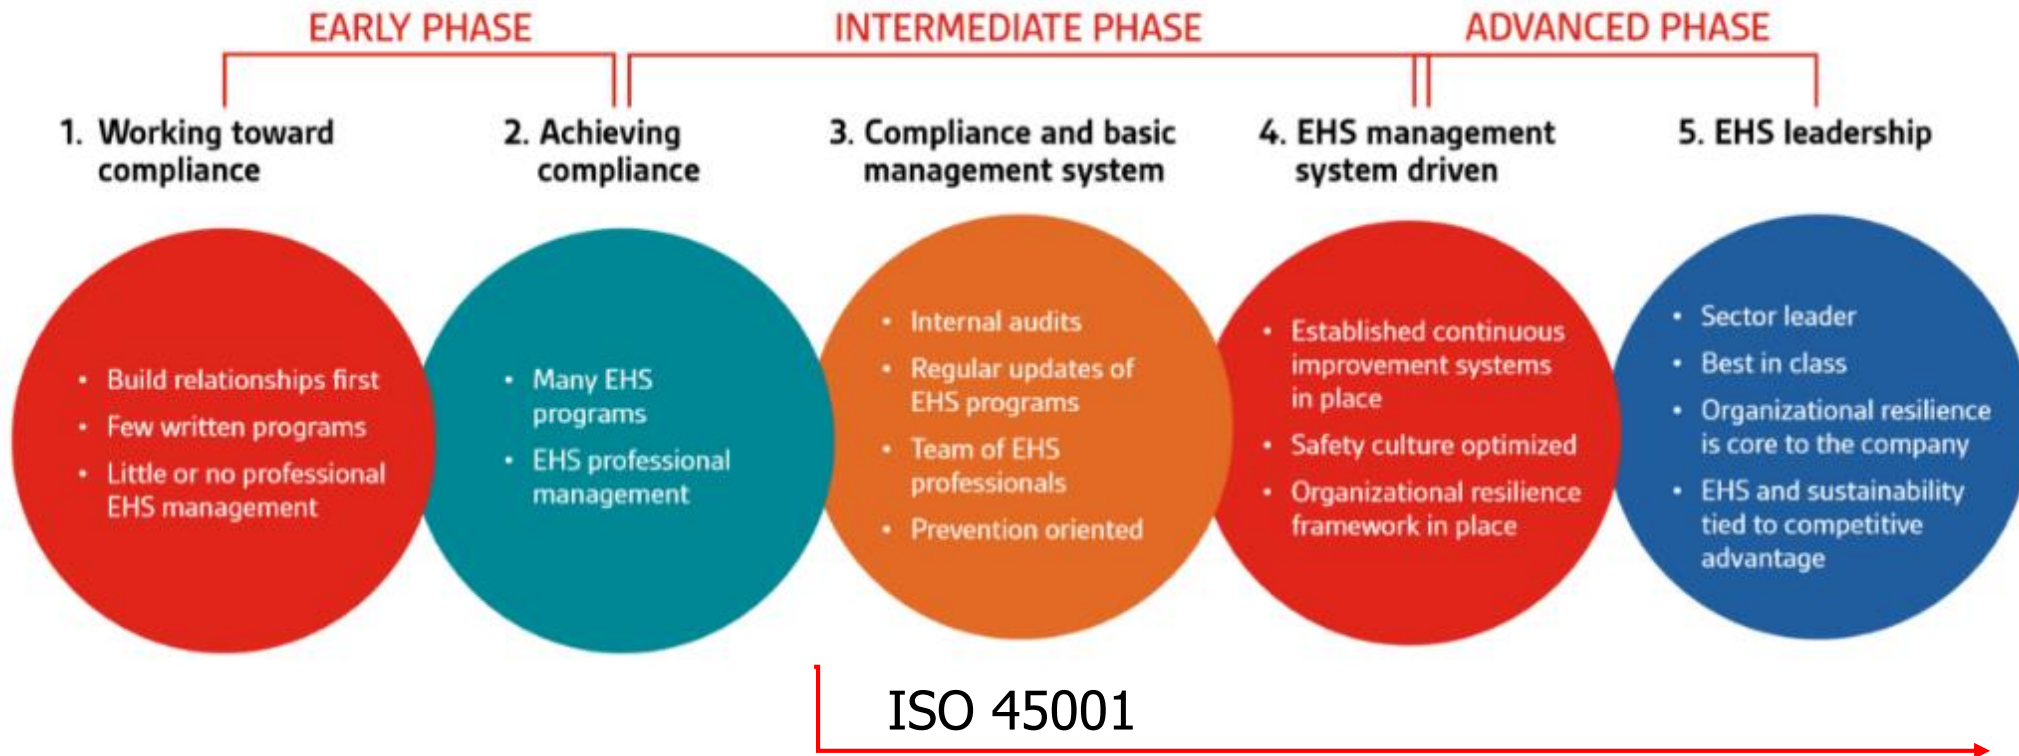 EARLY PHASE
INTERMEDIATE PHASE
ADVANCED PHASE
1. Working toward
compliance
2. Achieving
compliance
3. Compliance and basic
management system
4. EHS management
system driven
5. EHS leadership
• Build relationships first
• Few written programs
• Little or no professional
EHS management
• Many EHS
programs
• EHS professional
management
• Internal audits
• Regular updates of
EHS programs
• Team of EHS
professionals
• Prevention oriented
• Established continuous
improvement systems
in place
• Safety culture optimized
• Organizational resilience
framework in place
• Sector leader
• Best in class
• Organizational resilience
is core to the company
• EHS and sustainability
tied to competitive
advantage
ISO 45001